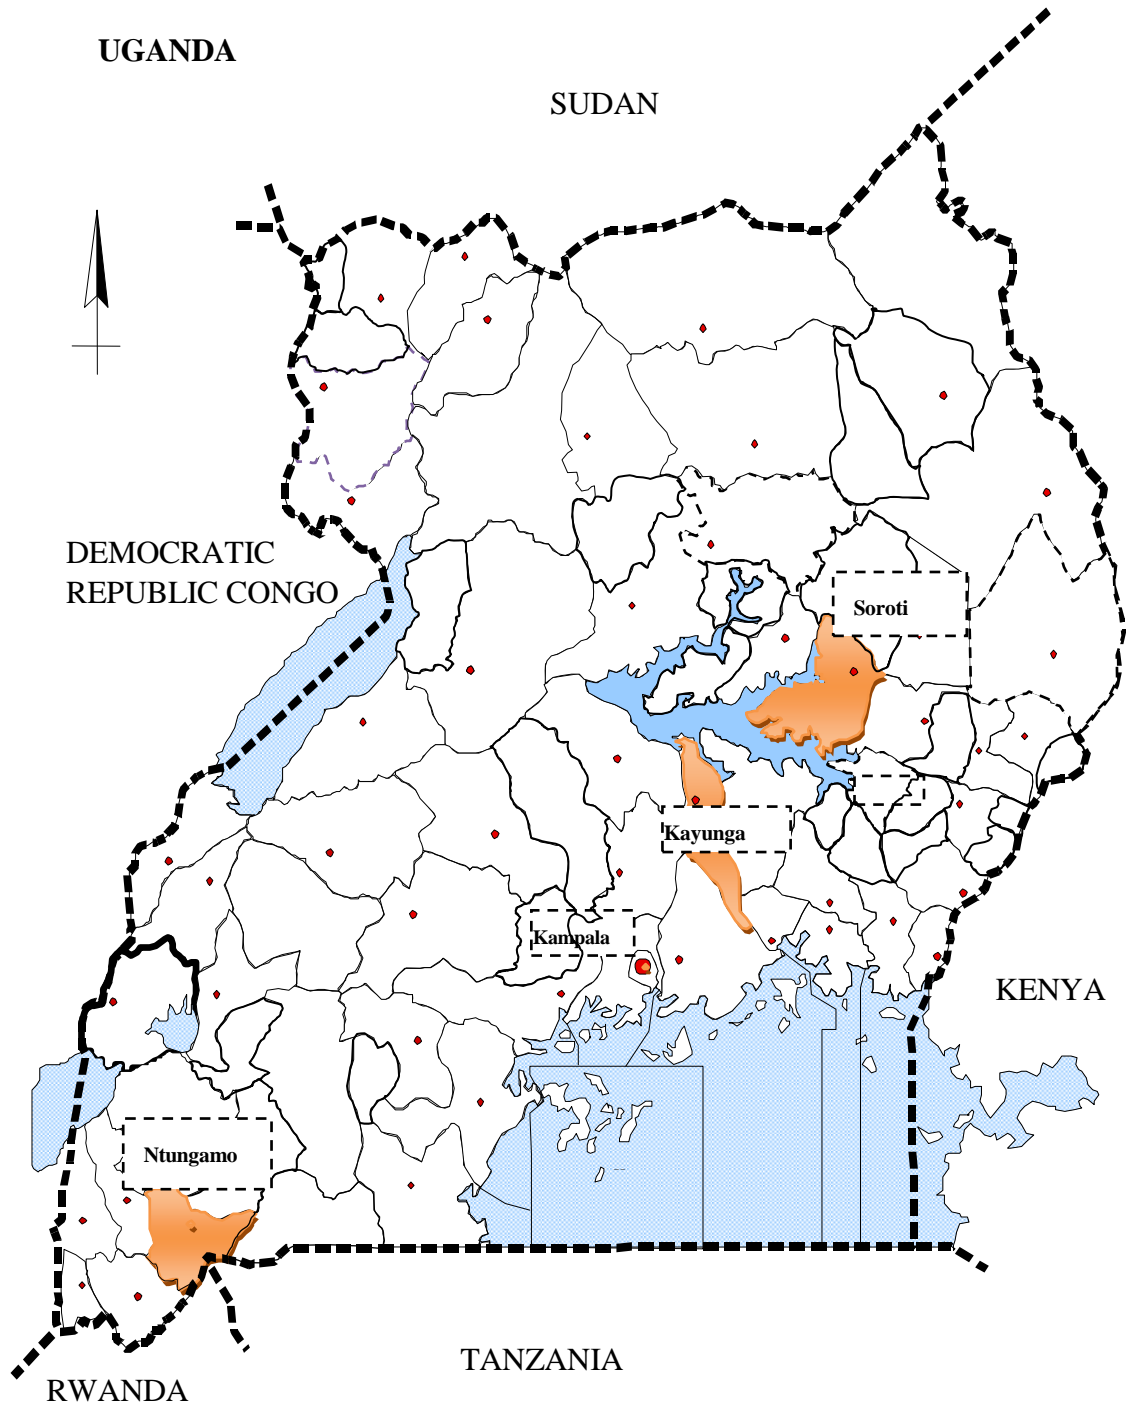 UGANDA
SUDAN
DEMOCRATIC
REPUBLIC CONGO
Soroti
Kayunga
Kampala
KENYA
Ntungamo
TANZANIA
RWANDA